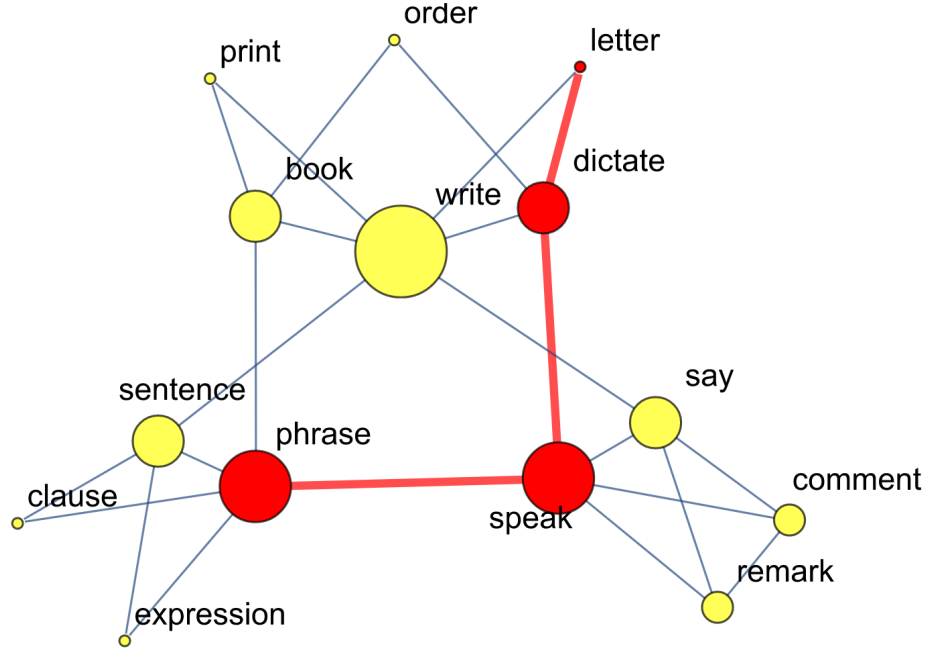 order
print
letter
book
dictate
write
sentence
say
phrase
clause
comment
speak
remark
expression